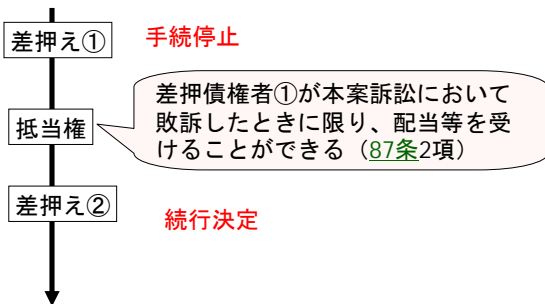 差押え①
手続停止
差押債権者①が本案訴訟において
敗訴したときに限り、配当等を受
けることができる（87条2項）
抵当権
差押え②
続行決定